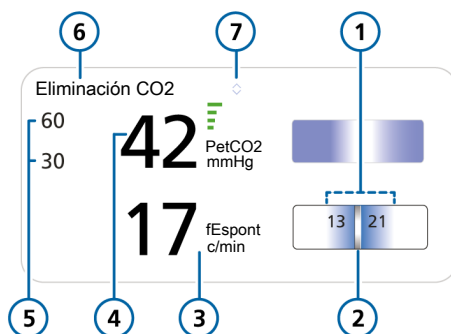 6
7
1
Eliminación CO2
60
42
PetCO2
mmHg
30
13 21
17
fEspont
c/min
5
4
3
2